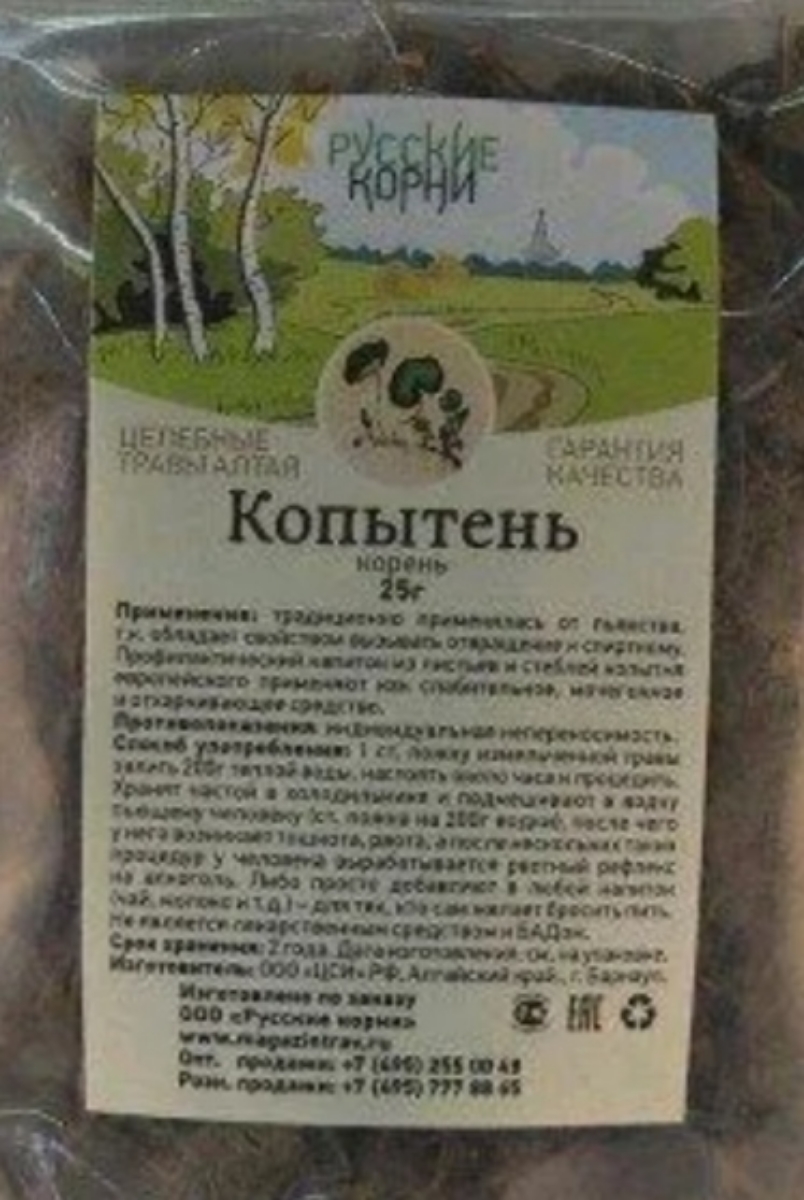 РУССКИЕ
КОРНИ
ЦЕЛЕБНЫЕ
ТРАВЫ АЛТАЯ
ГАРАНТИЯ
КАЧЕСТВА
Копытень
корень
25г
Применение: традиционно применялась от пьянства,
т.к. обладает свойством вызывать отвращение к спиртному.
Профилактический напиток из листьев и стеблей копытня
европейского применяют как слабительное, мочегонное
и отхаркивающее средство.
Противопоказания: индивидуальная непереносимость.
Способ употребления: 1 ст. ложку измельченной травы
залить 200г теплой воды, настоять около часа и процедить.
Хранят настой в холодильнике и подмешивают в водку
пьющему человеку (ст. ложка на 200г водки), после чего
у него возникает тошнота, рвота, а после нескольких таких
процедур у человека вырабатывается рвотный рефлекс
на алкоголь. Либо просто добавляют в любой напиток
(чай, молоко и т.д.) – для тех, кто сам желает бросить пить.
Не является лекарственным средством и БАДом.
Срок хранения: 2 года. Дата изготовления: см. на упаковке.
Изготовитель: ООО «ЦСИ» РФ, Алтайский край, г. Барнаул.
Изготовлено по заказу
ООО «Русские корни»
www.magazintrav.ru
Опт. продажи: +7 (495) 255 00 48
Розн. продажи: +7 (495) 777 88 65
ЕАС